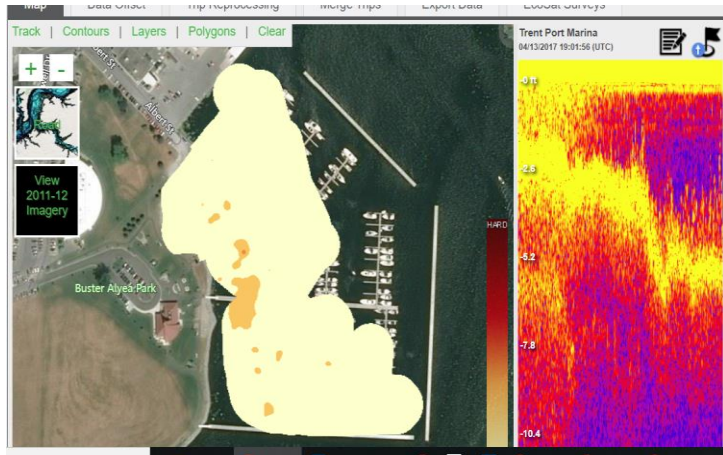 Map Data Offset Trip Reprocessing Merge Trips Export Data EcoSat Surveys
Track | Contours | Layers | Polygons | Clear
Trent Port Marina
04/13/2017 19:01:56 (UTC)
Albert St
Albert St
+ -
Road
View
2011-12
Imagery
Buster Alyea Park
HARD
-0 ft
-2.6
-5.2
-7.8
-10.4